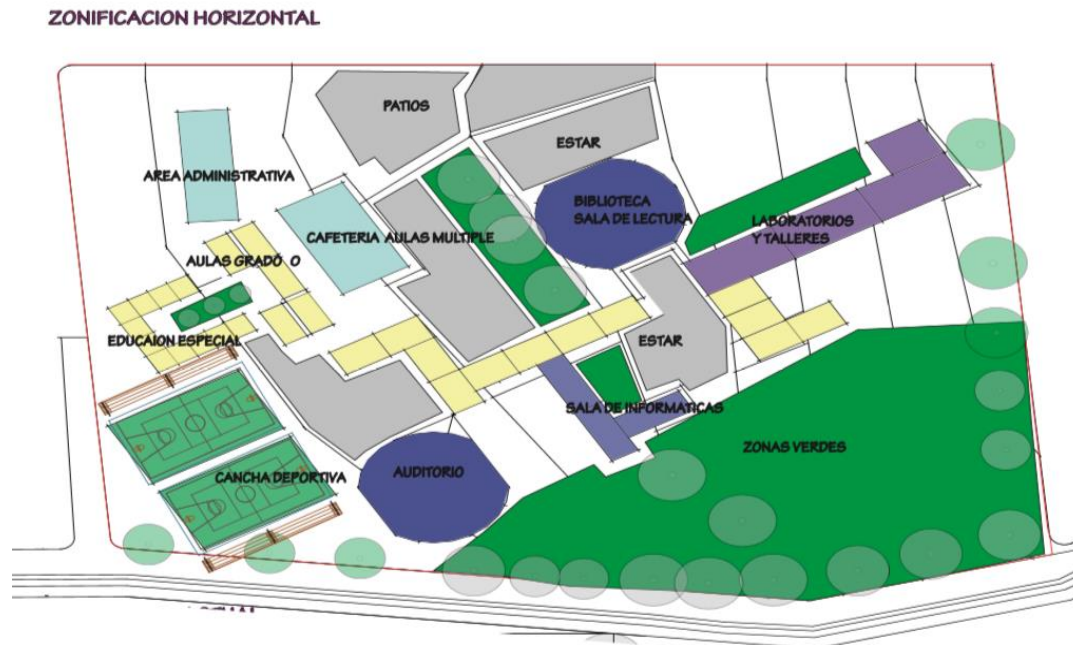 ZONIFICACION HORIZONTAL
PATIOS
ESTAR
AREA ADMINISTRATIVA
BIBLIOTECA
SALA DE LECTURA
LABORATORIOS
Y TALLERES
CAFETERIA AULAS MULTIPLE
AULAS GRADÓ O
EDUCAION ESPECIAL
ESTAR
SALA DE INFORMATICAS
ZONAS VERDES
CANCHA DEPORTIVA
AUDITORIO